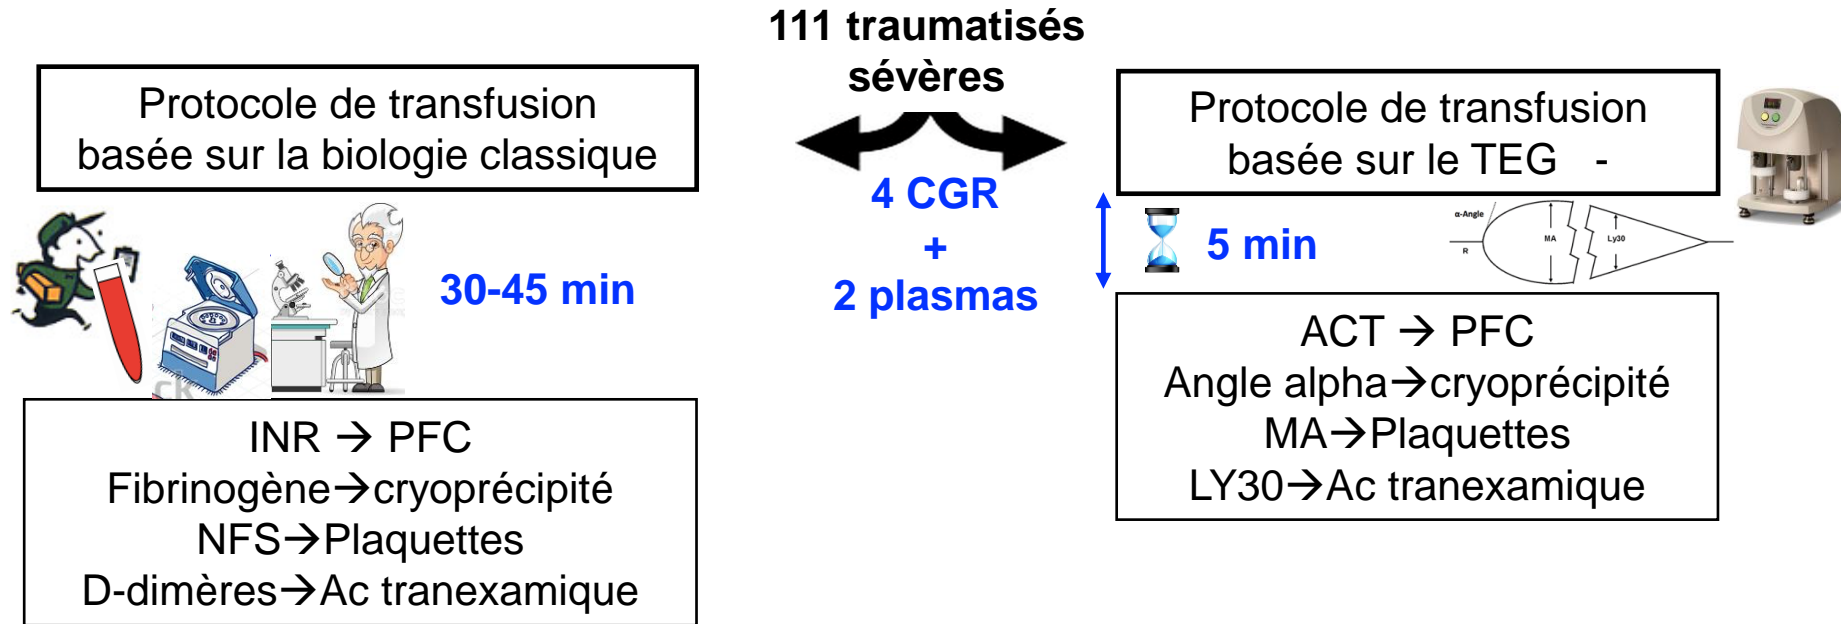 111 traumatisés
sévères
Protocole de transfusion
basée sur la biologie classique
30-45 min
INR → PFC
Fibrinogène→cryoprécipité
NFS→Plaquettes
D-dimères→Ac tranexamique
4 CGR
+
2 plasmas
Protocole de transfusion
basée sur le TEG -
5 min
α-Angle
R
MA
Ly30
ACT → PFC
Angle alpha→cryoprécipité
MA→Plaquettes
LY30→Ac tranexamique
ck